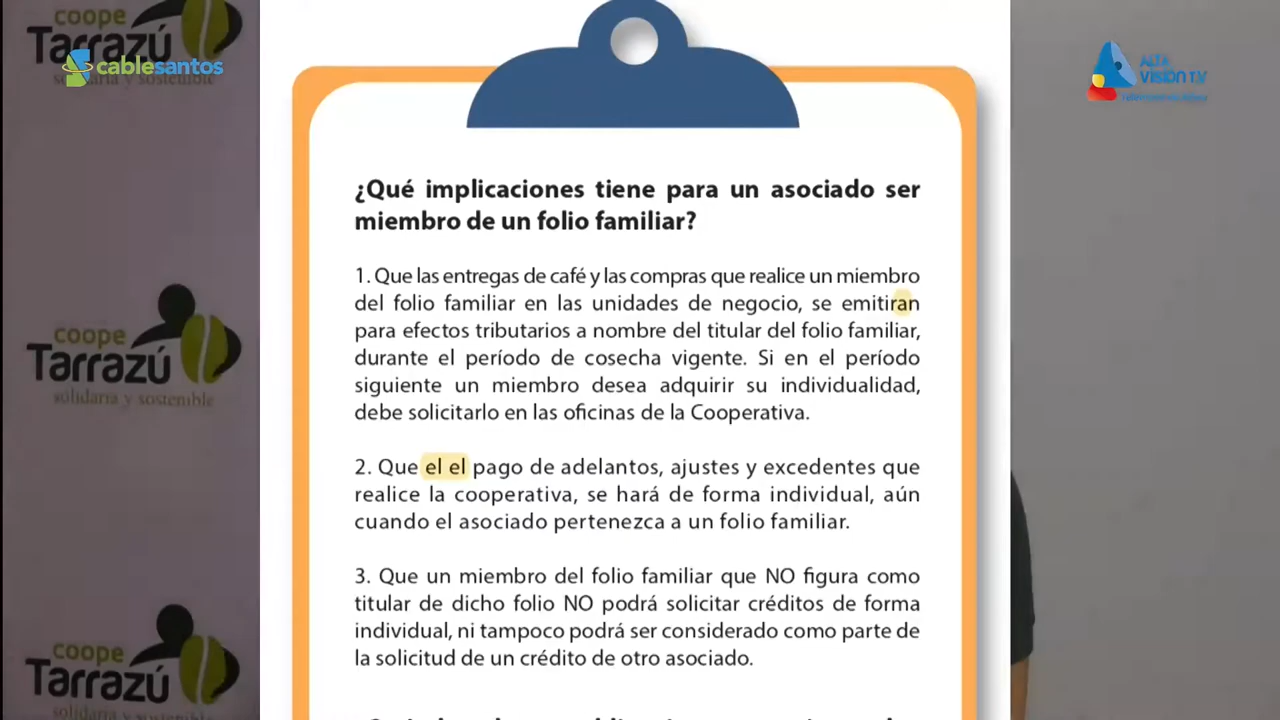 coope
Tarrazú
solidaria y sostenible
cablesantos
ALTA
VISIÓN T.V
¿Qué implicaciones tiene para un asociado ser
miembro de un folio familiar?
1. Que las entregas de café y las compras que realice un miembro
del folio familiar en las unidades de negocio, se emitiran
para efectos tributarios a nombre del titular del folio familiar,
durante el período de cosecha vigente. Si en el período
siguiente un miembro desea adquirir su individualidad,
debe solicitarlo en las oficinas de la Cooperativa.
2. Que el el pago de adelantos, ajustes y excedentes que
realice la cooperativa, se hará de forma individual, aún
cuando el asociado pertenezca a un folio familiar.
3. Que un miembro del folio familiar que NO figura como
titular de dicho folio NO podrá solicitar créditos de forma
individual, ni tampoco podrá ser considerado como parte de
la solicitud de un crédito de otro asociado.
coope
Tarrazú
solidaria y sostenible
coope
Tarrazú
solidaria y sostenible